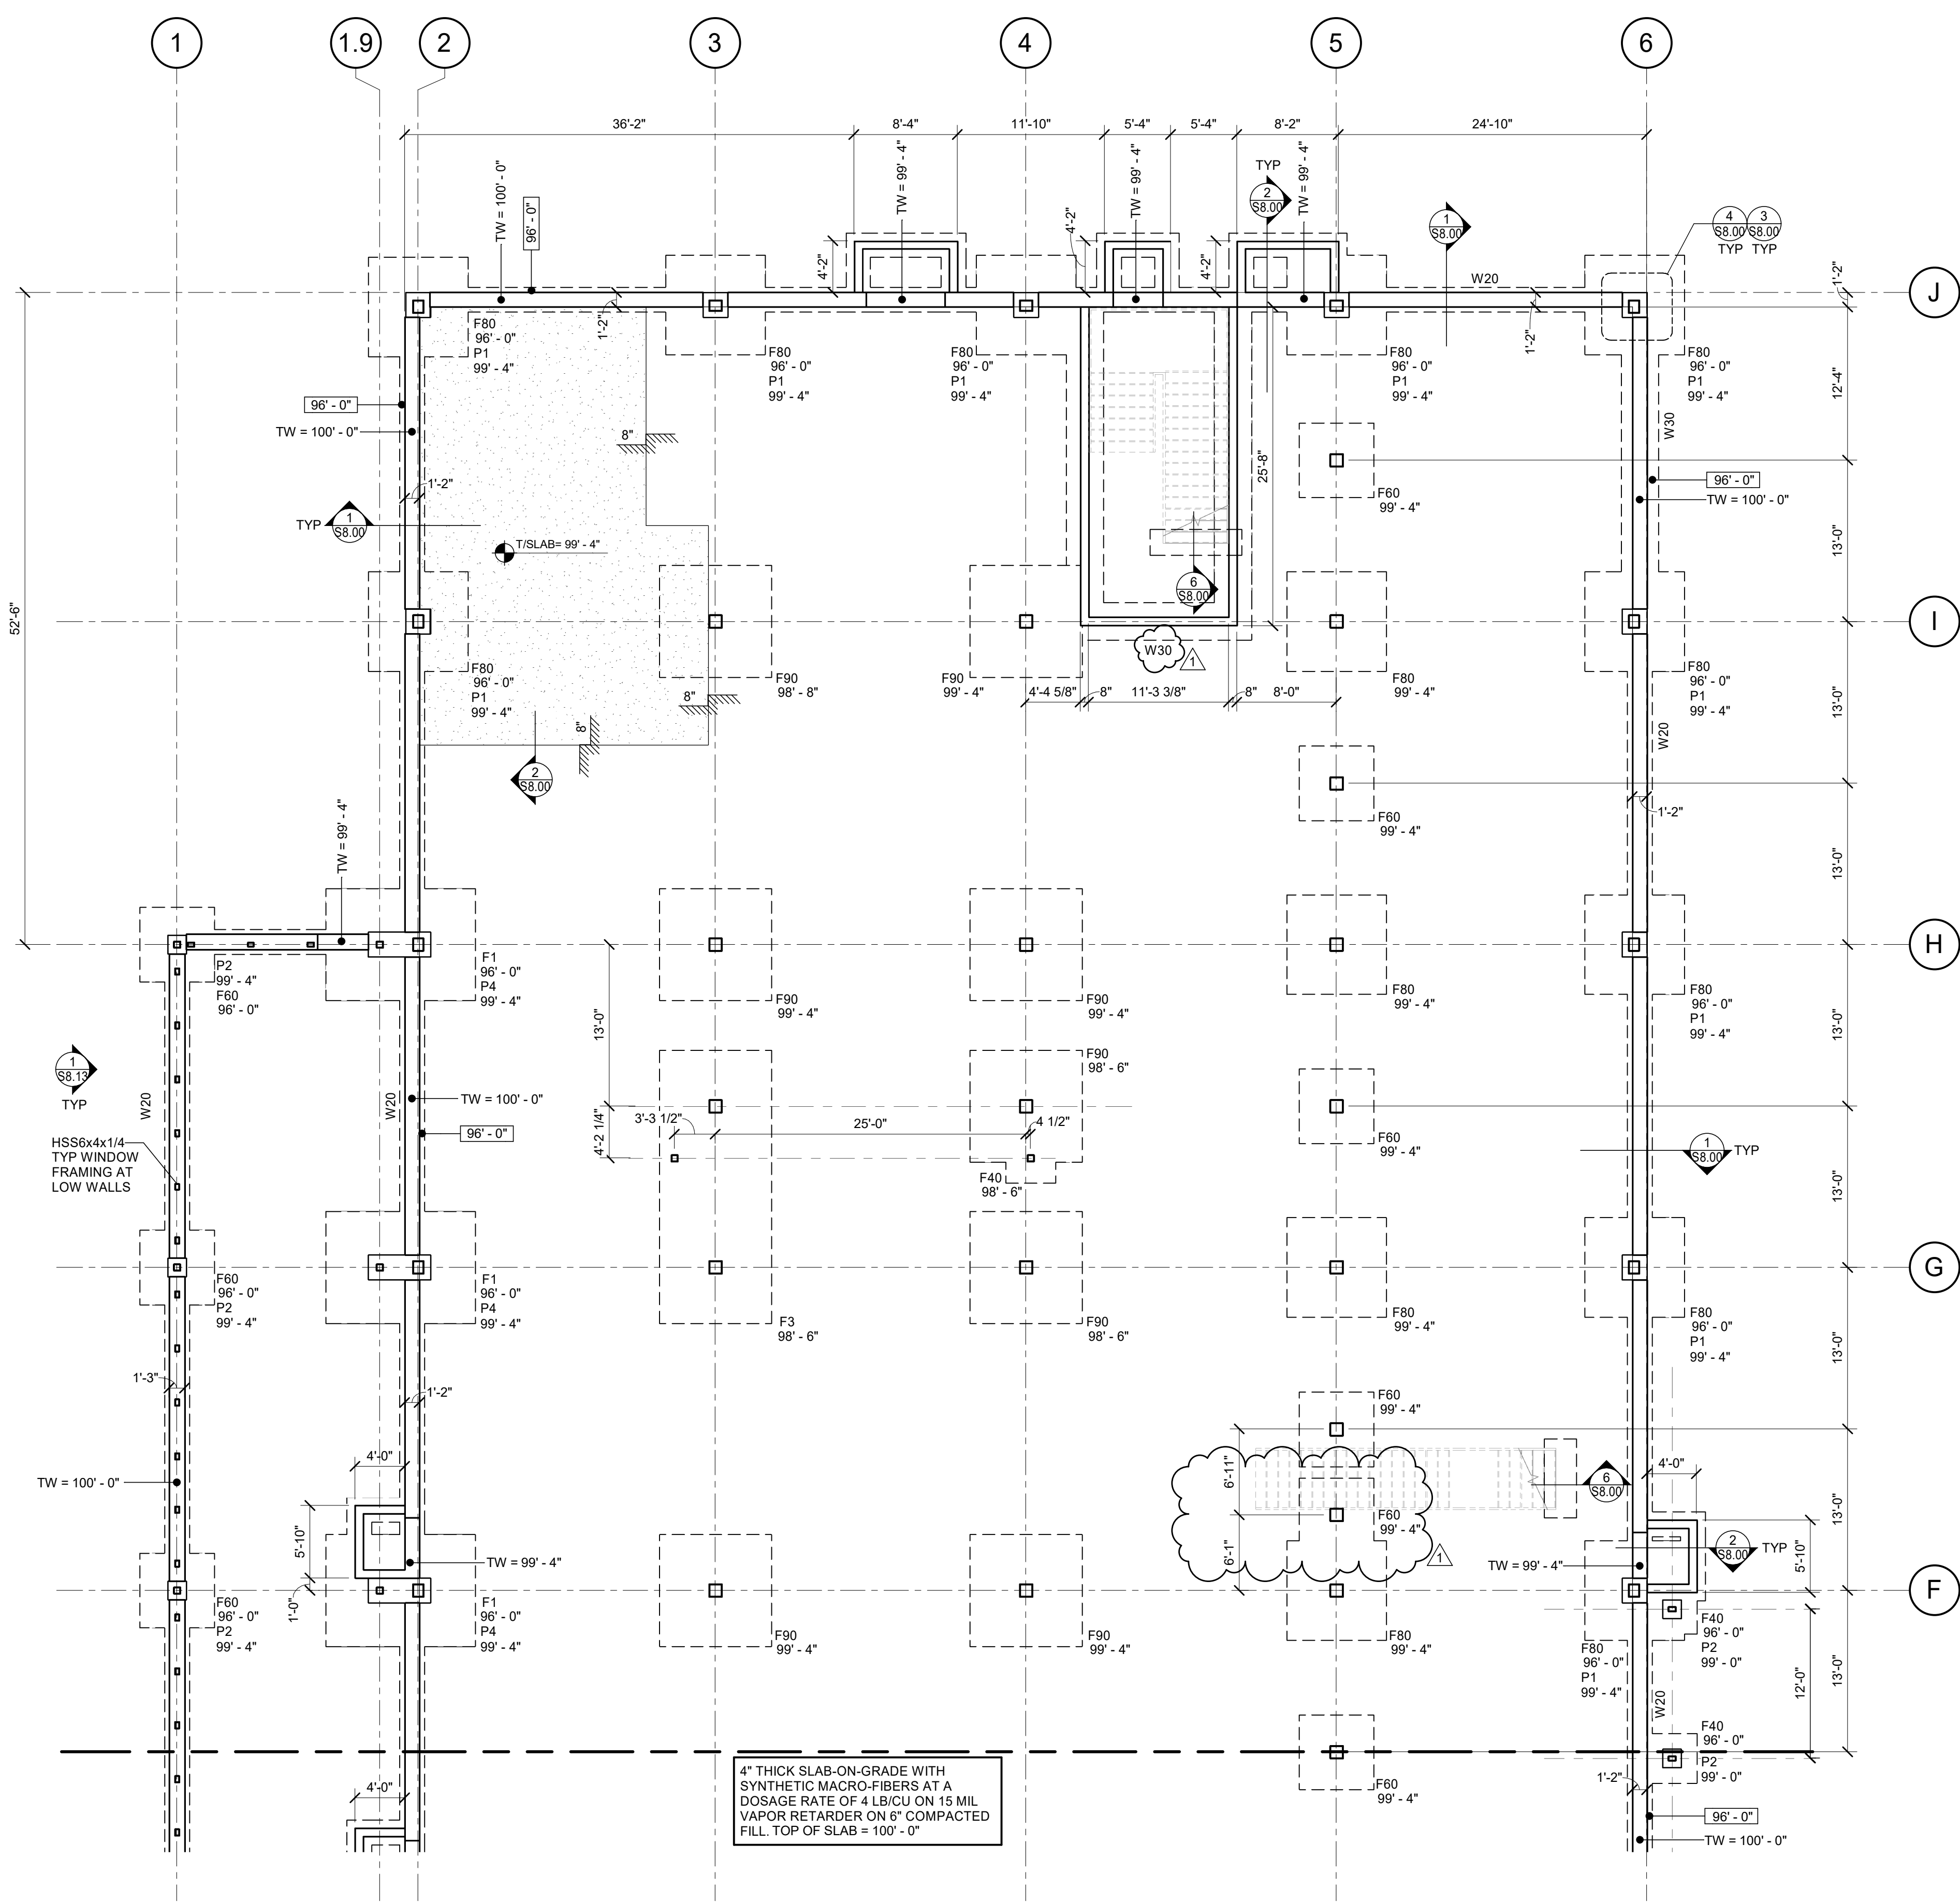 1
1.9
2
3
4
5
6
36'-2"
8'-4"
11'-10"
5'-4"
5'-4"
8'-2"
24'-10"
TW = 100' - 0"
96' - 0"
TW = 99' - 4"
TW = 99' - 4"
TW = 99' - 4"
TYP
2
S8.00
1
S8.00
4
S8.00
TYP
3
S8.00
TYP
4'-2"
4'-2"
4'-2"
W20
1'-2"
J
1'-2"
1'-2"
F80
96' - 0"
P1
99' - 4"
F80
96' - 0"
P1
99' - 4"
F80
96' - 0"
P1
99' - 4"
F80
96' - 0"
P1
99' - 4"
F80
96' - 0"
P1
99' - 4"
12'-4"
96' - 0"
TW = 100' - 0"
8"
W30
25'-8"
1'-2"
F60
99' - 4"
96' - 0"
TW = 100' - 0"
TYP
1
S8.00
T/SLAB= 99' - 4"
13'-0"
6
S8.00
52'-6"
I
W30
1
F80
96' - 0"
P1
99' - 4"
8"
8"
F90
98' - 8"
F90
99' - 4"
4'-4 5/8"
8"
11'-3 3/8"
8"
8'-0"
F80
99' - 4"
F80
96' - 0"
P1
99' - 4"
13'-0"
W20
2
S8.00
F60
99' - 4"
1'-2"
TW = 99' - 4"
13'-0"
H
P2
99' - 4"
F60
96' - 0"
F1
96' - 0"
P4
99' - 4"
F90
99' - 4"
F90
99' - 4"
F80
99' - 4"
F80
96' - 0"
P1
99' - 4"
13'-0"
13'-0"
1
S8.13
TYP
W20
W20
TW = 100' - 0"
96' - 0"
F90
98' - 6"
3'-3 1/2"
25'-0"
4 1/2"
4'-2 1/4"
F60
99' - 4"
HSS6x4x1/4
TYP WINDOW
FRAMING AT
LOW WALLS
F40
98' - 6"
1
S8.00
TYP
13'-0"
G
F60
96' - 0"
P2
99' - 4"
F1
96' - 0"
P4
99' - 4"
F3
98' - 6"
F90
98' - 6"
F80
99' - 4"
F80
96' - 0"
P1
99' - 4"
13'-0"
1'-3"
1'-2"
F60
99' - 4"
4'-0"
6'-11"
4'-0"
TW = 100' - 0"
6
S8.00
5'-10"
F60
99' - 4"
6'-1"
1
13'-0"
TW = 99' - 4"
TW = 99' - 4"
2
S8.00
TYP
5'-10"
1'-0"
F
F60
96' - 0"
P2
99' - 4"
F1
96' - 0"
P4
99' - 4"
F90
99' - 4"
F90
99' - 4"
F80
99' - 4"
F80
96' - 0"
P1
99' - 4"
F40
96' - 0"
P2
99' - 0"
12'-0"
13'-0"
W20
F40
96' - 0"
P2
99' - 0"
4'-0"
4" THICK SLAB-ON-GRADE WITH
SYNTHETIC MACRO-FIBERS AT A
DOSAGE RATE OF 4 LB/CU ON 15 MIL
VAPOR RETARDER ON 6" COMPACTED
FILL. TOP OF SLAB = 100' - 0"
F60
99' - 4"
1'-2"
96' - 0"
TW = 100' - 0"